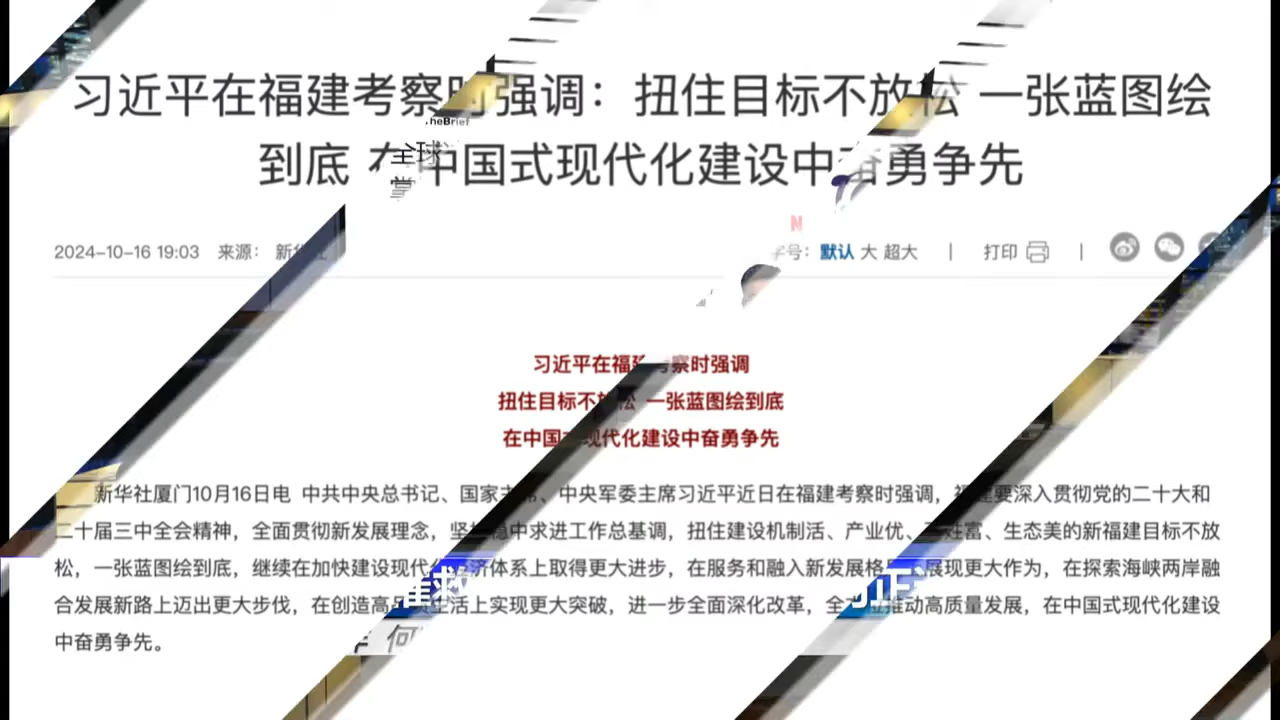 习近平在福建考察时强调：扭住目标不放松 一张蓝图绘
到底 在中国式现代化建设中奋勇争先
TheBrief
全球
掌
2024-10-16 19:03 来源： 新华社
字号：默认 大 超大 | 打印 |
习近平在福建考察时强调
扭住目标不放松 一张蓝图绘到底
在中国式现代化建设中奋勇争先
新华社厦门10月16日电 中共中央总书记、国家主席、中央军委主席习近平近日在福建考察时强调，福建要深入贯彻党的二十大和
二十届三中全会精神，全面贯彻新发展理念，坚持稳中求进工作总基调，扭住建设机制活、产业优、百姓富、生态美的新福建目标不放
松，一张蓝图绘到底，继续在加快建设现代化经济体系上取得更大进步，在服务和融入新发展格局上展现更大作为，在探索海峡两岸融
合发展新路上迈出更大步伐，在创造高品质生活上实现更大突破，进一步全面深化改革，全方位推动高质量发展，在中国式现代化建设
中奋勇争先。
救
正
何